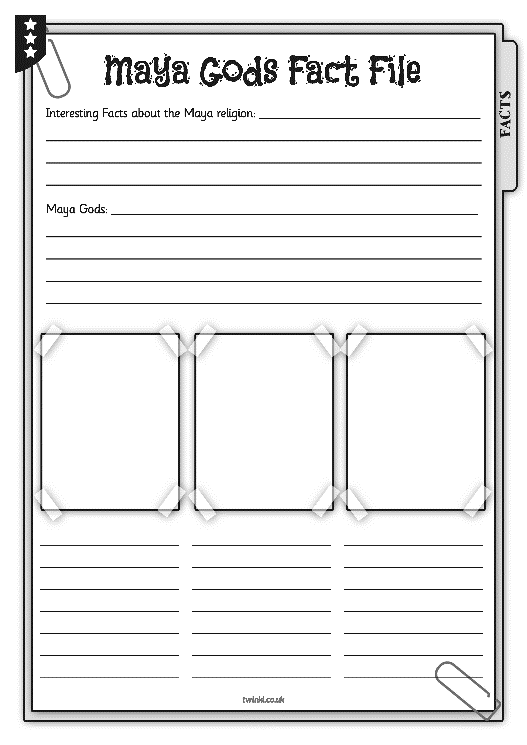 Maya Gods Fact File
FACTS
Interesting Facts about the Maya religion:
Maya Gods:
twinkl.co.uk